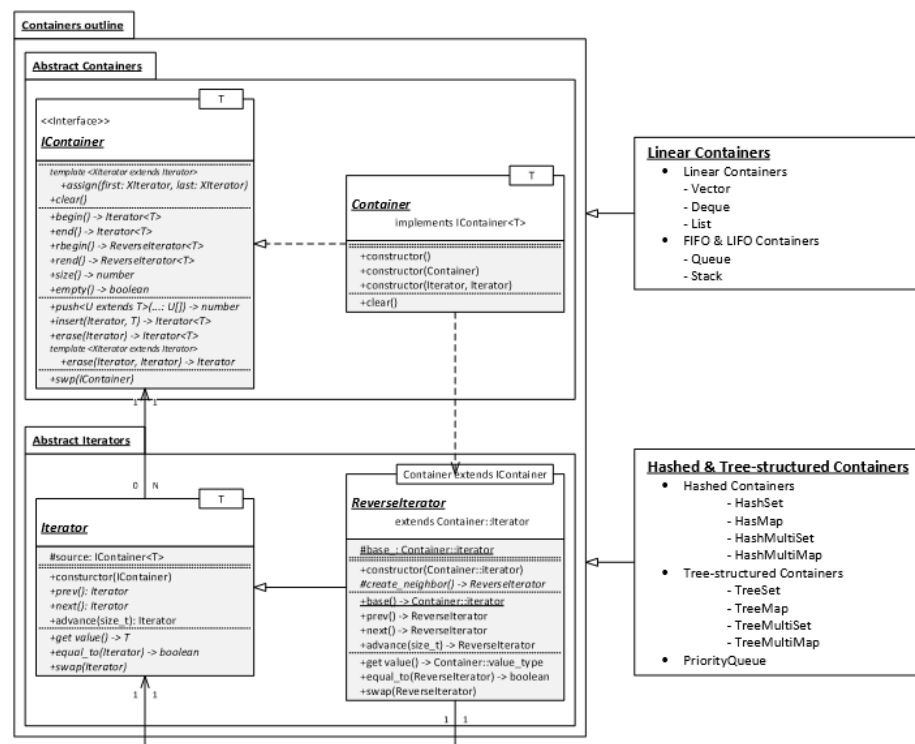 Containers outline
Abstract Containers
T
<<Interface>>
IContainer
template <XIterator extends Iterator>
+assign(first: XIterator, last: XIterator)
+clear()
+begin() -> Iterator<T>
+end() -> Iterator<T>
+rbegin() -> ReverseIterator<T>
+rend() -> ReverseIterator<T>
+size() -> number
+empty() -> boolean
+push<U extends T>(...: U[]) -> number
+insert(Iterator, T) -> Iterator<T>
+erase(Iterator) -> Iterator<T>
template <XIterator extends Iterator>
+erase(Iterator, Iterator) -> Iterator
+swp(IContainer)
T
Container
implements IContainer<T>
+constructor()
+constructor(Container)
+constructor(Iterator, Iterator)
+clear()
1 1
Linear Containers
• Linear Containers
- Vector
- Deque
- List
• FIFO & LIFO Containers
- Queue
- Stack
Abstract Iterators
0 N
T
Iterator
#source: IContainer<T>
+consturctor(IContainer)
+prev(): Iterator
+next(): Iterator
+advance(size_t): Iterator
+get value() -> T
+equal_to(Iterator) -> boolean
+swap(Iterator)
1 1
Container extends IContainer
ReverseIterator
extends Container::Iterator
#base_: Container::iterator
+constructor(Container::iterator)
#create_neighbor() -> ReverseIterator
+base() -> Container::iterator
+prev() -> ReverseIterator
+next() -> ReverseIterator
+advance(size_t) -> ReverseIterator
+get value() -> Container::value_type
+equal_to(ReverseIterator) -> boolean
+swap(ReverseIterator)
1 1
Hashed & Tree-structured Containers
• Hashed Containers
- HashSet
- HasMap
- HashMultiSet
- HashMultiMap
• Tree-structured Containers
- TreeSet
- TreeMap
- TreeMultiSet
- TreeMultiMap
• PriorityQueue